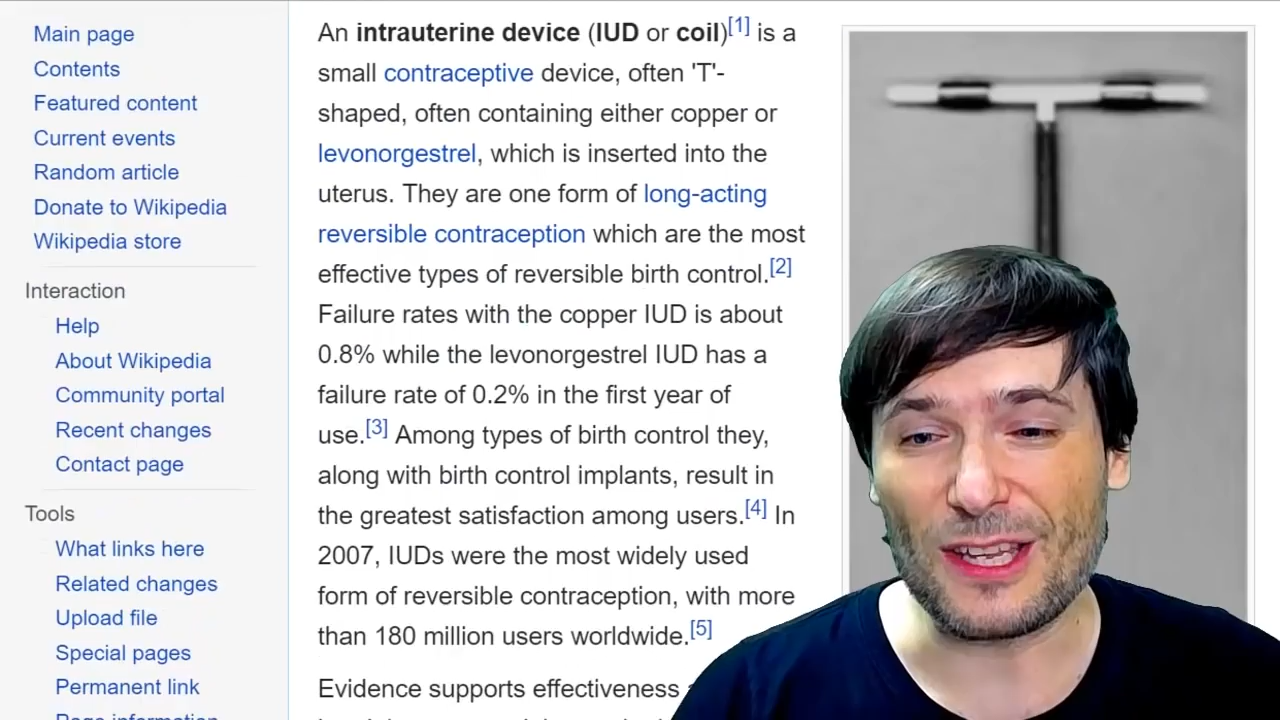 Main page
Contents
Featured content
Current events
Random article
Donate to Wikipedia
Wikipedia store
Interaction
Help
About Wikipedia
Community portal
Recent changes
Contact page
Tools
What links here
Related changes
Upload file
Special pages
Permanent link
Page information
An intrauterine device (IUD or coil)[1] is a
small contraceptive device, often 'T'-
shaped, often containing either copper or
levonorgestrel, which is inserted into the
uterus. They are one form of long-acting
reversible contraception which are the most
effective types of reversible birth control.[2]
Failure rates with the copper IUD is about
0.8% while the levonorgestrel IUD has a
failure rate of 0.2% in the first year of
use.[3] Among types of birth control they,
along with birth control implants, result in
the greatest satisfaction among users.[4] In
2007, IUDs were the most widely used
form of reversible contraception, with more
than 180 million users worldwide.[5]
Evidence supports effectiveness